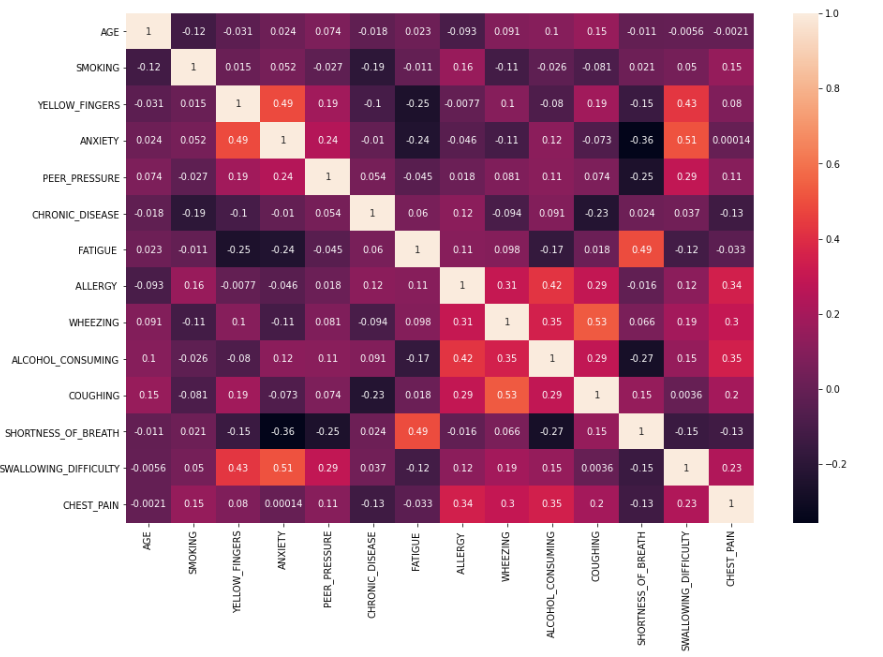 AGE 1 -0.12 -0.031 0.024 0.074 -0.018 0.023 -0.093 0.091 0.1 0.15 -0.011 -0.0056 -0.0021
SMOKING -0.12 1 0.015 0.052 -0.027 -0.19 -0.011 0.16 -0.11 -0.026 -0.081 0.021 0.05 0.15
YELLOW_FINGERS -0.031 0.015 1 0.49 0.19 -0.1 -0.25 -0.0077 0.1 -0.08 0.19 -0.15 0.43 0.08
ANXIETY 0.024 0.052 0.49 1 0.24 -0.01 -0.24 -0.046 -0.11 0.12 -0.073 -0.36 0.51 0.00014
PEER_PRESSURE 0.074 -0.027 0.19 0.24 1 0.054 -0.045 0.018 0.081 0.11 0.074 -0.25 0.29 0.11
CHRONIC_DISEASE -0.018 -0.19 -0.1 -0.01 0.054 1 0.06 0.12 -0.094 0.091 -0.23 0.024 0.037 -0.13
FATIGUE 0.023 -0.011 -0.25 -0.24 -0.045 0.06 1 0.11 0.098 -0.17 0.018 0.49 -0.12 -0.033
ALLERGY -0.093 0.16 -0.0077 -0.046 0.018 0.12 0.11 1 0.31 0.42 0.29 -0.016 0.12 0.34
WHEEZING 0.091 -0.11 0.1 -0.11 0.081 -0.094 0.098 0.31 1 0.35 0.53 0.066 0.19 0.3
ALCOHOL_CONSUMING 0.1 -0.026 -0.08 0.12 0.11 0.091 -0.17 0.42 0.35 1 0.29 -0.27 0.15 0.35
COUGHING 0.15 -0.081 0.19 -0.073 0.074 -0.23 0.018 0.29 0.53 0.29 1 0.15 0.0036 0.2
SHORTNESS_OF_BREATH -0.011 0.021 -0.15 -0.36 -0.25 0.024 0.49 -0.016 0.066 -0.27 0.15 1 -0.15 -0.13
SWALLOWING_DIFFICULTY -0.0056 0.05 0.43 0.51 0.29 0.037 -0.12 0.12 0.19 0.15 0.0036 -0.15 1 0.23
CHEST_PAIN -0.0021 0.15 0.08 0.00014 0.11 -0.13 -0.033 0.34 0.3 0.35 0.2 -0.13 0.23 1
AGE
SMOKING
YELLOW_FINGERS
ANXIETY
PEER_PRESSURE
CHRONIC_DISEASE
FATIGUE
ALLERGY
WHEEZING
ALCOHOL_CONSUMING
COUGHING
SHORTNESS_OF_BREATH
SWALLOWING_DIFFICULTY
CHEST_PAIN
1.0
0.8
0.6
0.4
0.2
0.0
−0.2